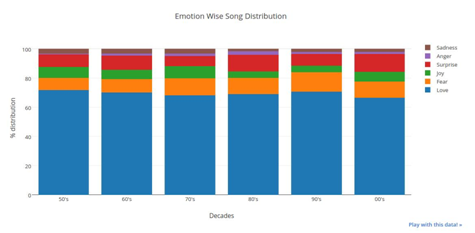 Emotion Wise Song Distribution
100
80
60
40
20
0
% distribution
50's
60's
70's
80's
90's
00's
Decades
Sadness
Anger
Surprise
Joy
Fear
Love
Play with this data! »